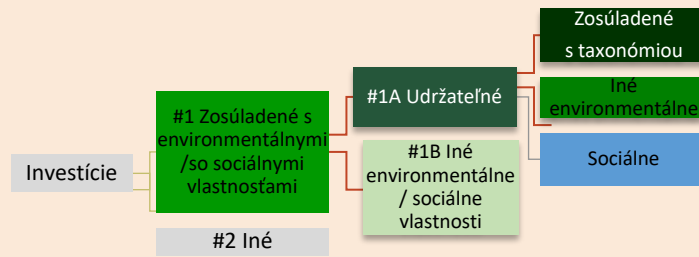 Investície
#1 Zosúladené s
environmentálnymi
/so sociálnymi
vlastnosťami
#2 Iné
#1A Udržateľné
#1B Iné
environmentálne
/ sociálne
vlastnosti
Zosúladené
s taxonómiou
Iné
environmentálne
Sociálne